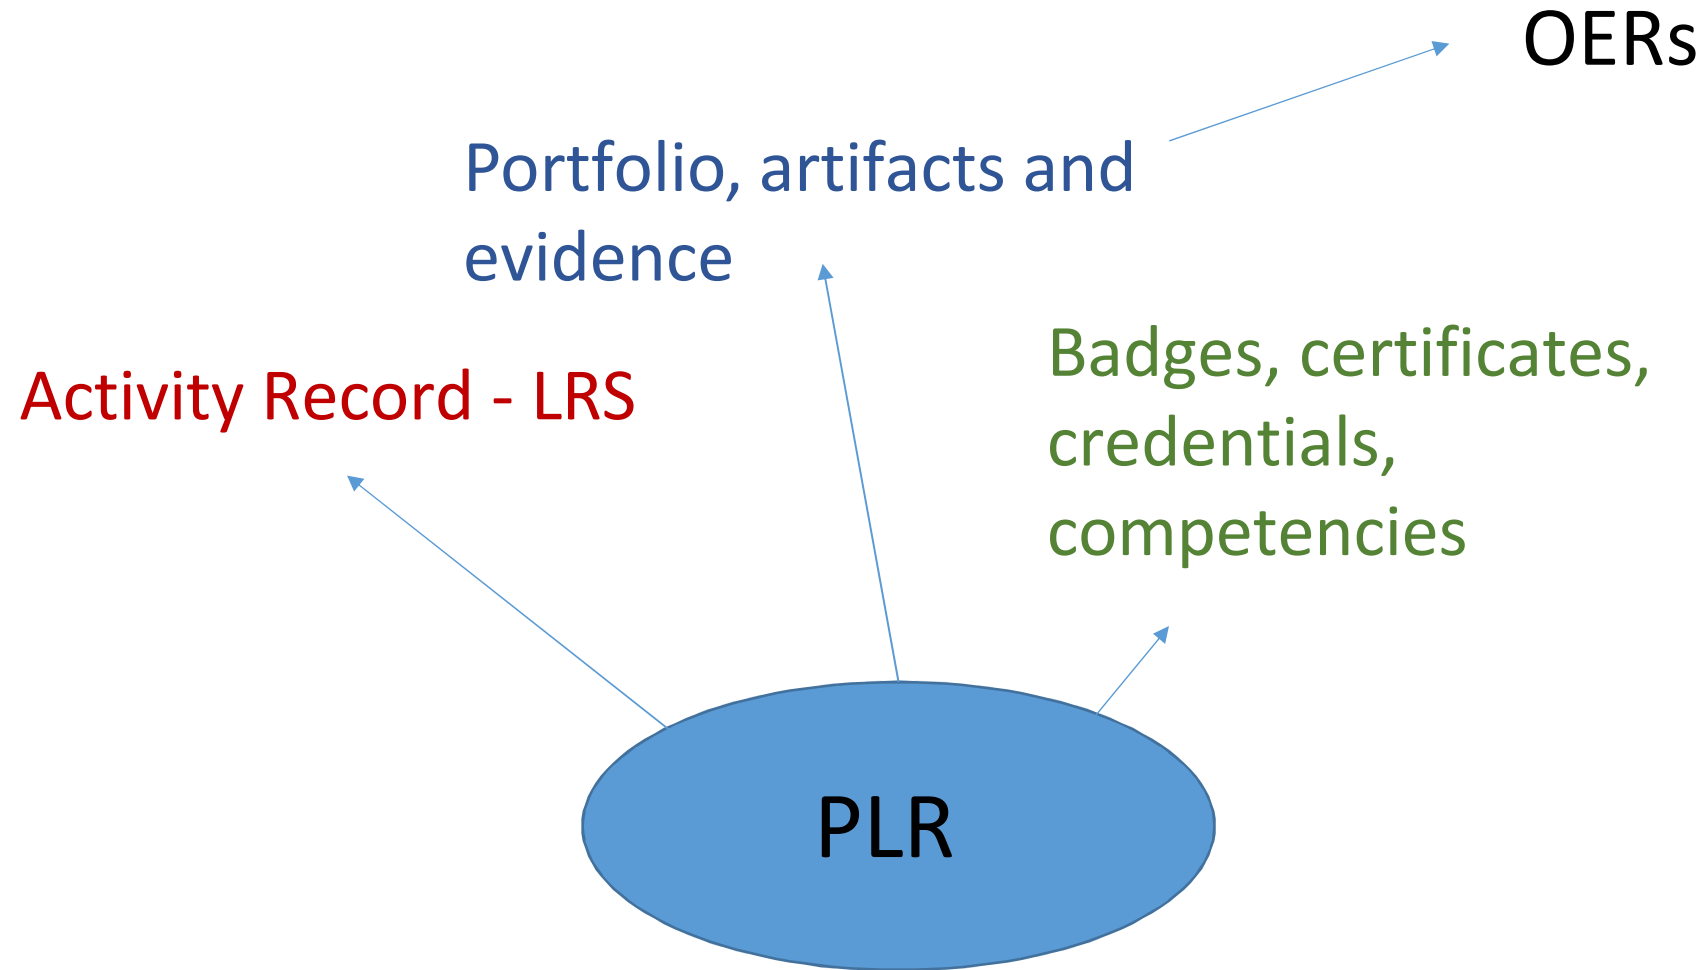 OERs
Portfolio, artifacts and
evidence
Activity Record - LRS
Badges, certificates,
credentials,
competencies
PLR